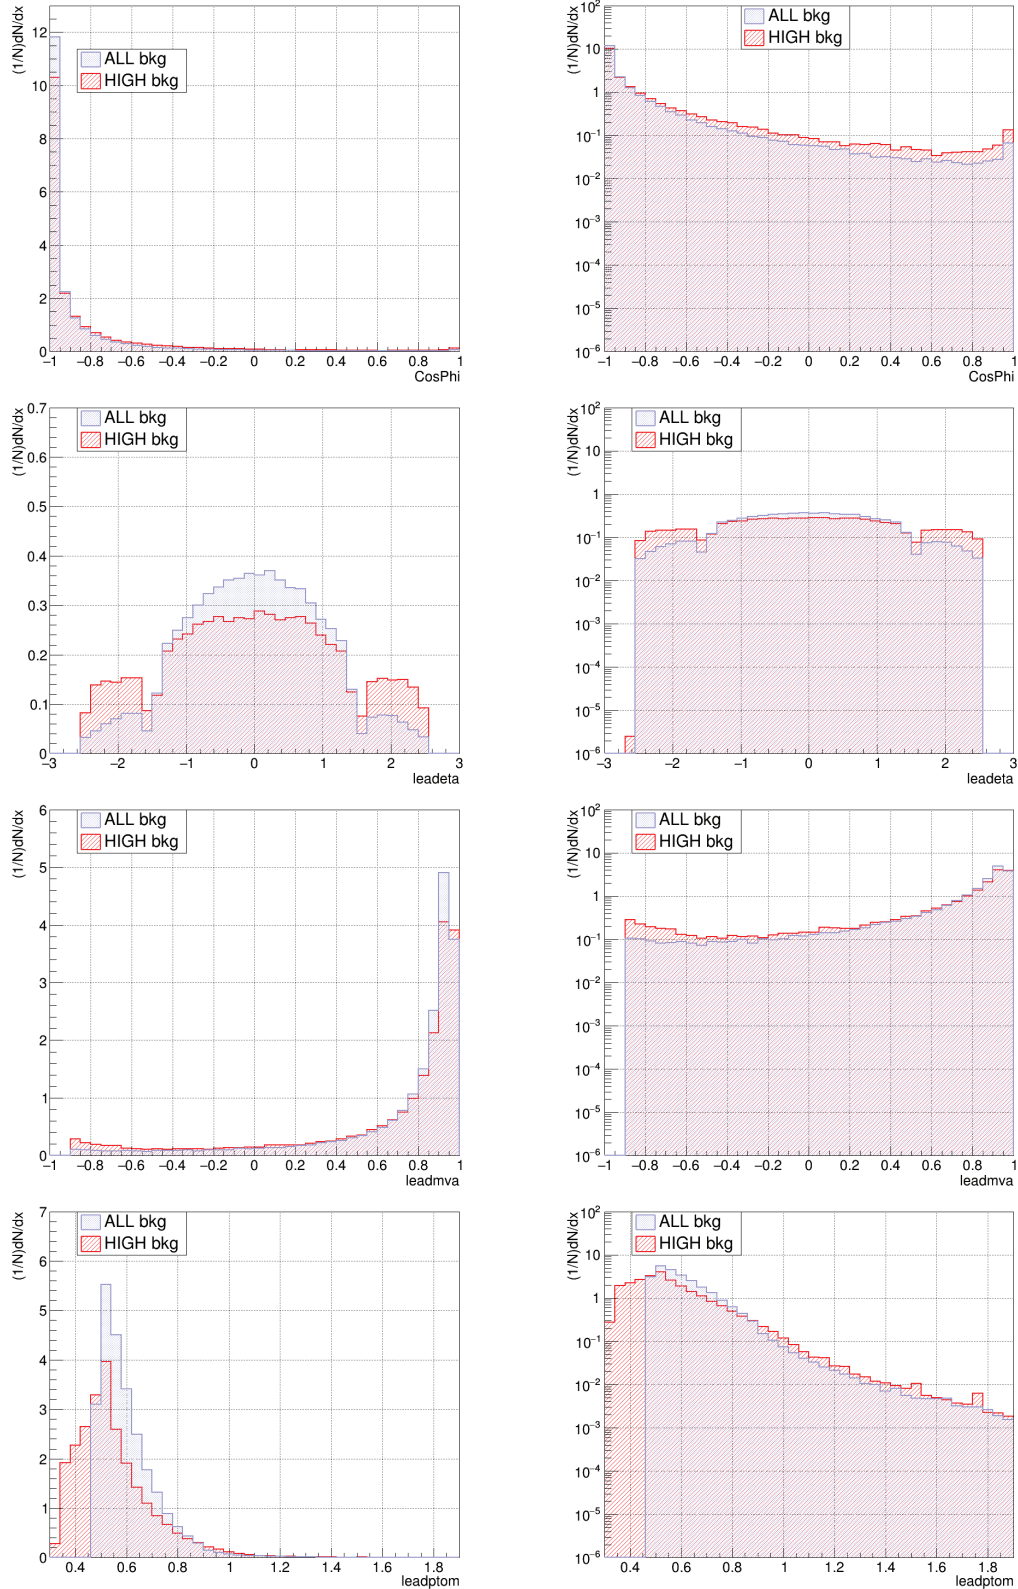 (1/N)dN/dx
ALL bkg
HIGH bkg
12
10
8
6
4
2
0
−1 −0.8 −0.6 −0.4 −0.2 0 0.2 0.4 0.6 0.8 1
CosPhi
(1/N)dN/dx
ALL bkg
HIGH bkg
10²
10
1
10⁻¹
10⁻²
10⁻³
10⁻⁴
10⁻⁵
10⁻⁶
−1 −0.8 −0.6 −0.4 −0.2 0 0.2 0.4 0.6 0.8 1
CosPhi
(1/N)dN/dx
ALL bkg
HIGH bkg
0.7
0.6
0.5
0.4
0.3
0.2
0.1
0
−3 −2 −1 0 1 2 3
leadeta
(1/N)dN/dx
ALL bkg
HIGH bkg
10²
10
1
10⁻¹
10⁻²
10⁻³
10⁻⁴
10⁻⁵
10⁻⁶
−3 −2 −1 0 1 2 3
leadeta
(1/N)dN/dx
ALL bkg
HIGH bkg
6
5
4
3
2
1
0
−1 −0.8 −0.6 −0.4 −0.2 0 0.2 0.4 0.6 0.8 1
leadmva
(1/N)dN/dx
ALL bkg
HIGH bkg
10²
10
1
10⁻¹
10⁻²
10⁻³
10⁻⁴
10⁻⁵
10⁻⁶
−1 −0.8 −0.6 −0.4 −0.2 0 0.2 0.4 0.6 0.8 1
leadmva
(1/N)dN/dx
ALL bkg
HIGH bkg
7
6
5
4
3
2
1
0
0.4 0.6 0.8 1 1.2 1.4 1.6 1.8
leadptom
(1/N)dN/dx
ALL bkg
HIGH bkg
10²
10
1
10⁻¹
10⁻²
10⁻³
10⁻⁴
10⁻⁵
10⁻⁶
0.4 0.6 0.8 1 1.2 1.4 1.6 1.8
leadptom